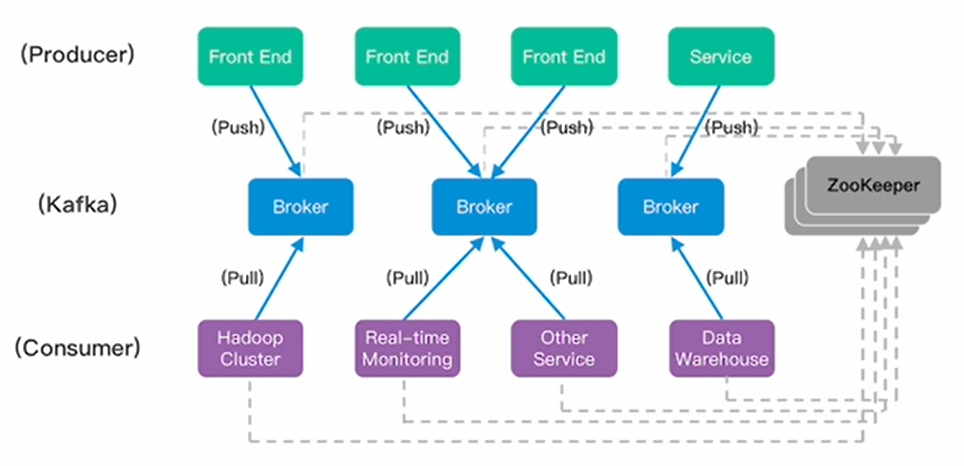 (Producer)
Front End
Front End
Front End
Service
(Push)
(Push)
(Push)
(Push)
(Kafka)
Broker
Broker
Broker
ZooKeeper
(Pull)
(Pull)
(Pull)
(Pull)
(Consumer)
Hadoop
Cluster
Real-time
Monitoring
Other
Service
Data
Warehouse